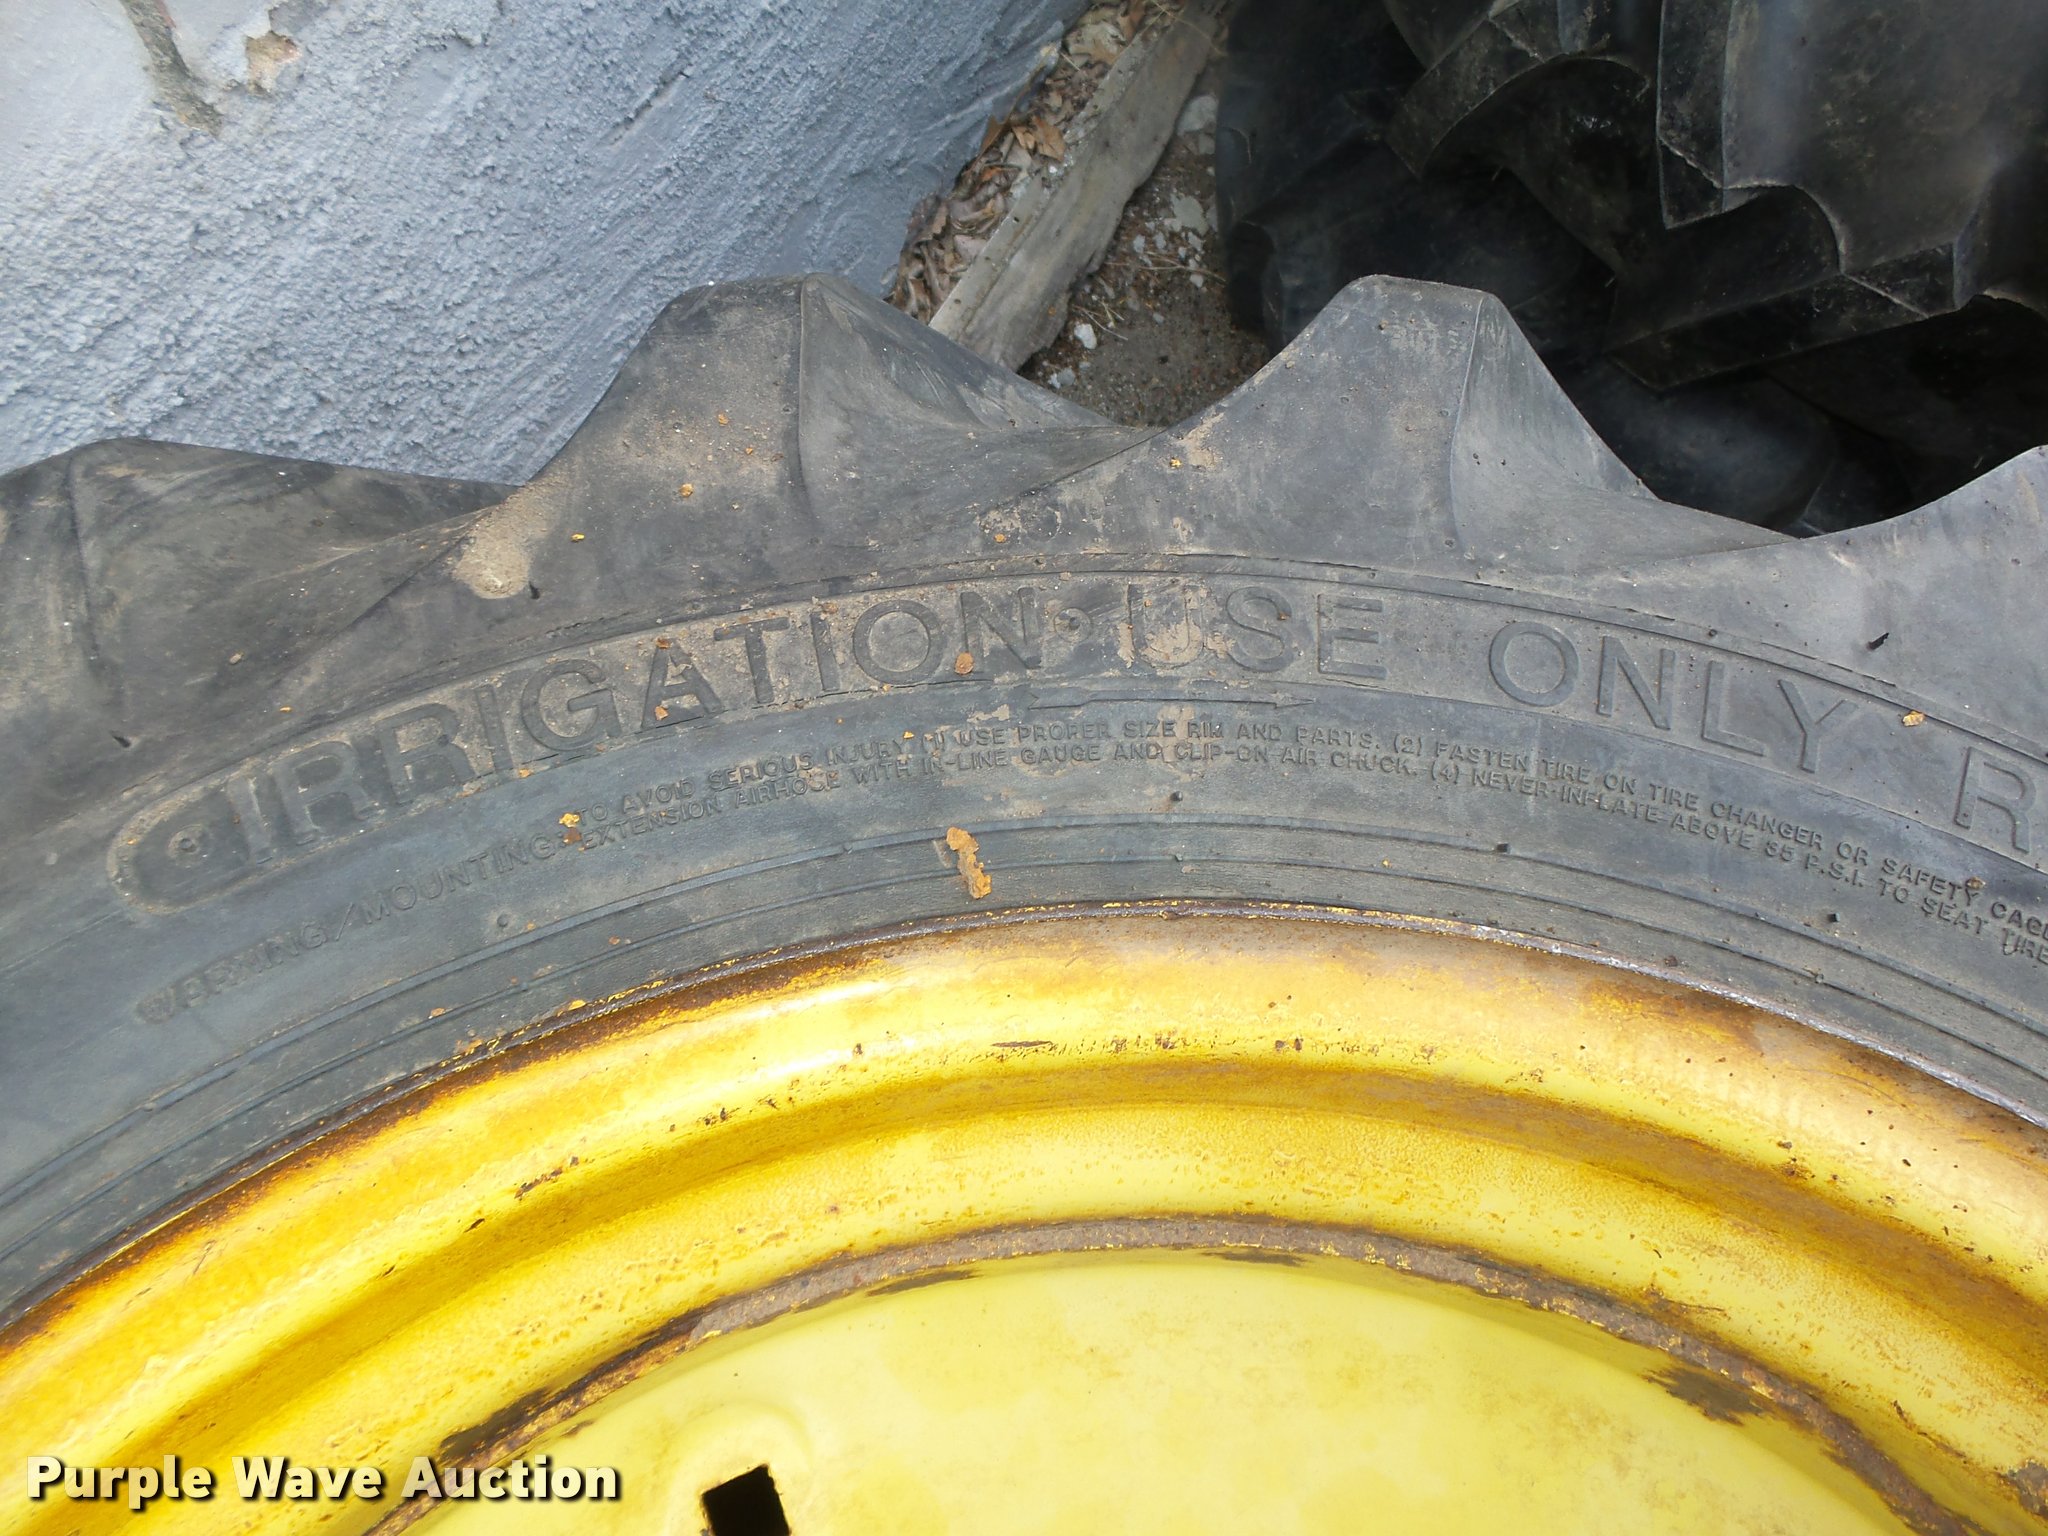 IRRIGATION USE ONLY R
WARNING/MOUNTING: TO AVOID SERIOUS INJURY (1) USE PROPER SIZE RIM AND PARTS. (2) FASTEN TIRE ON TIRE CHANGER OR SAFETY CAGE
EXTENSION AIRHOSE WITH IN-LINE GAUGE AND CLIP-ON AIR CHUCK. (4) NEVER INFLATE ABOVE 35 P.S.I. TO SEAT TIRE
Purple Wave Auction